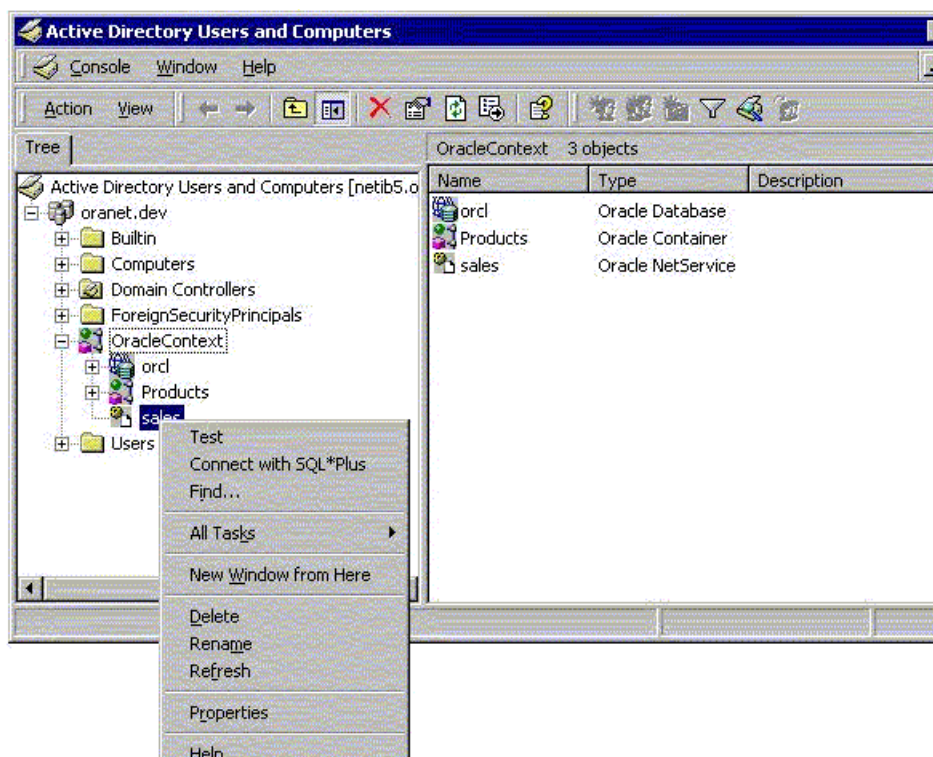 Active Directory Users and Computers
Console Window Help
Action View
Tree
OracleContext 3 objects
Active Directory Users and Computers [netib5.o
oranet.dev
Builtin
Computers
Domain Controllers
ForeignSecurityPrincipals
OracleContext
orcl
Products
sales
Users
Name Type Description
orcl Oracle Database
Products Oracle Container
sales Oracle NetService
Test
Connect with SQL*Plus
Find...
All Tasks
New Window from Here
Delete
Rename
Refresh
Properties
Help